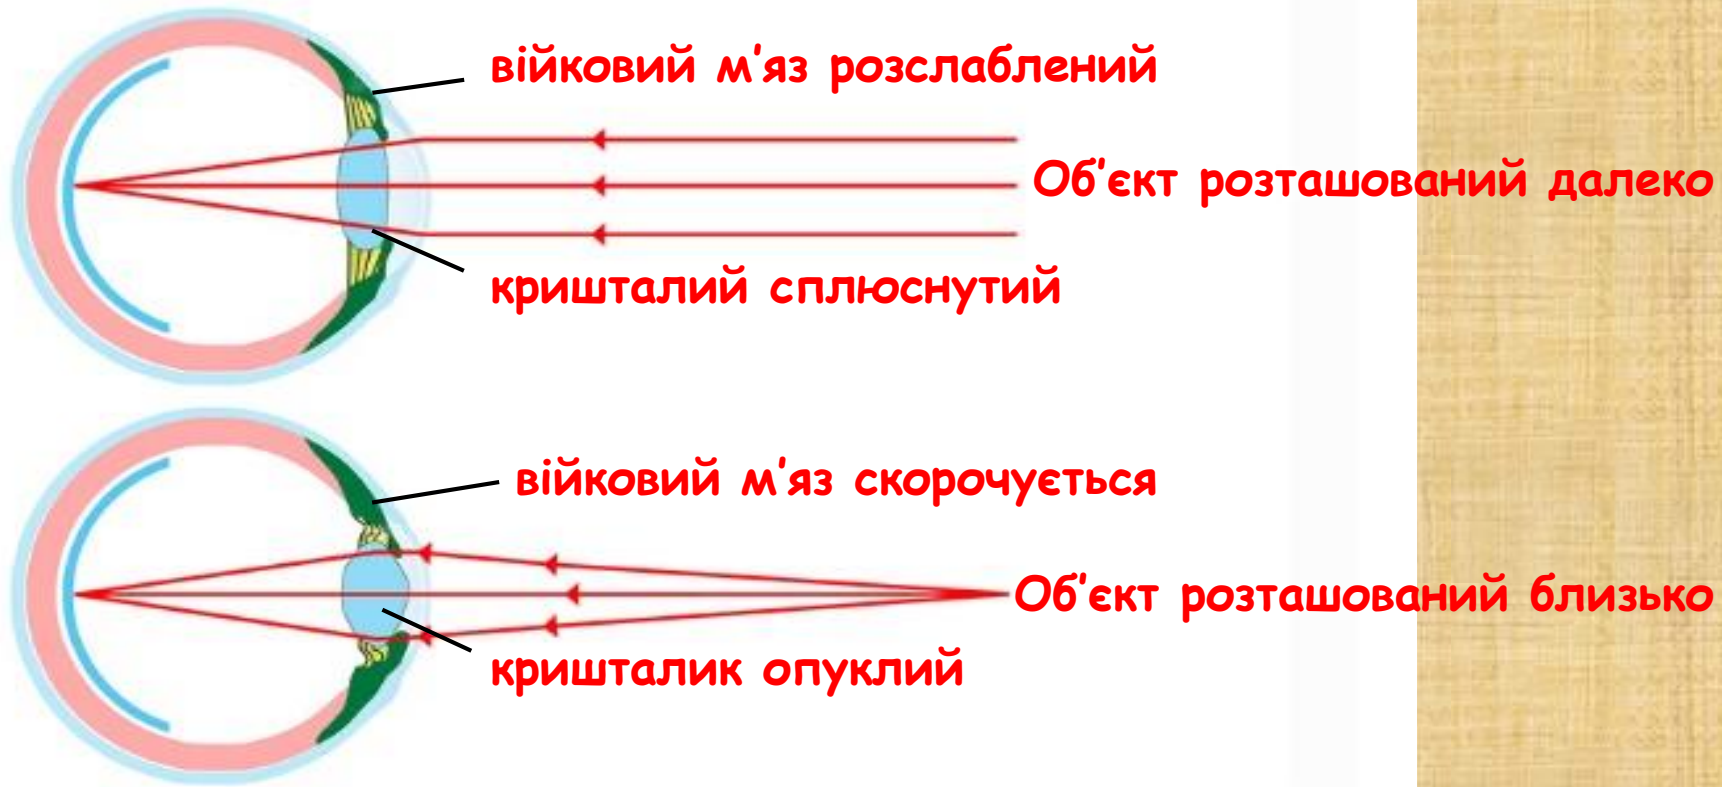 війковий м'яз розслаблений
Об'єкт розташований далеко
кришталий сплюснутий
війковий м'яз скорочується
Об'єкт розташований близько
кришталик опуклий